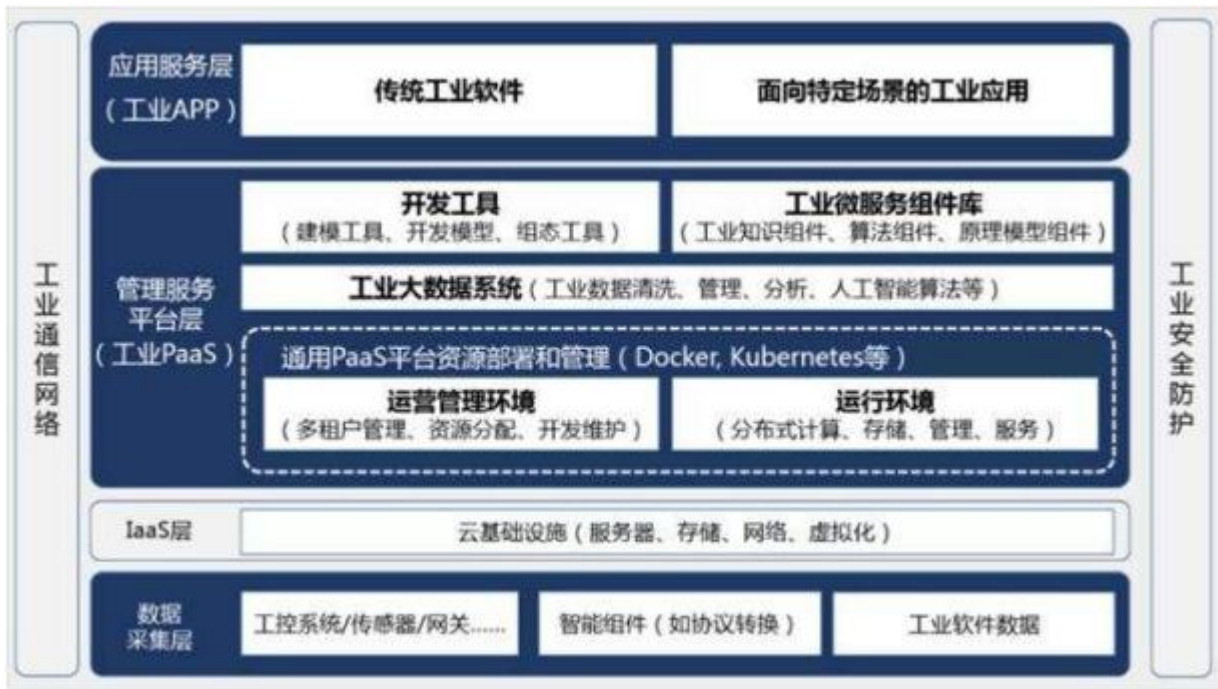 工业通信网络
应用服务层
（工业APP）
传统工业软件
面向特定场景的工业应用
管理服务
平台层
（工业PaaS）
开发工具
（建模工具、开发模型、组态工具）
工业微服务组件库
（工业知识组件、算法组件、原理模型组件）
工业大数据系统（工业数据清洗、管理、分析、人工智能算法等）
通用PaaS平台资源部署和管理（Docker, Kubernetes等）
运营管理环境
（多租户管理、资源分配、开发维护）
运行环境
（分布式计算、存储、管理、服务）
IaaS层
云基础设施（服务器、存储、网络、虚拟化）
数据
采集层
工控系统/传感器/网关......
智能组件（如协议转换）
工业软件数据
工业安全防护